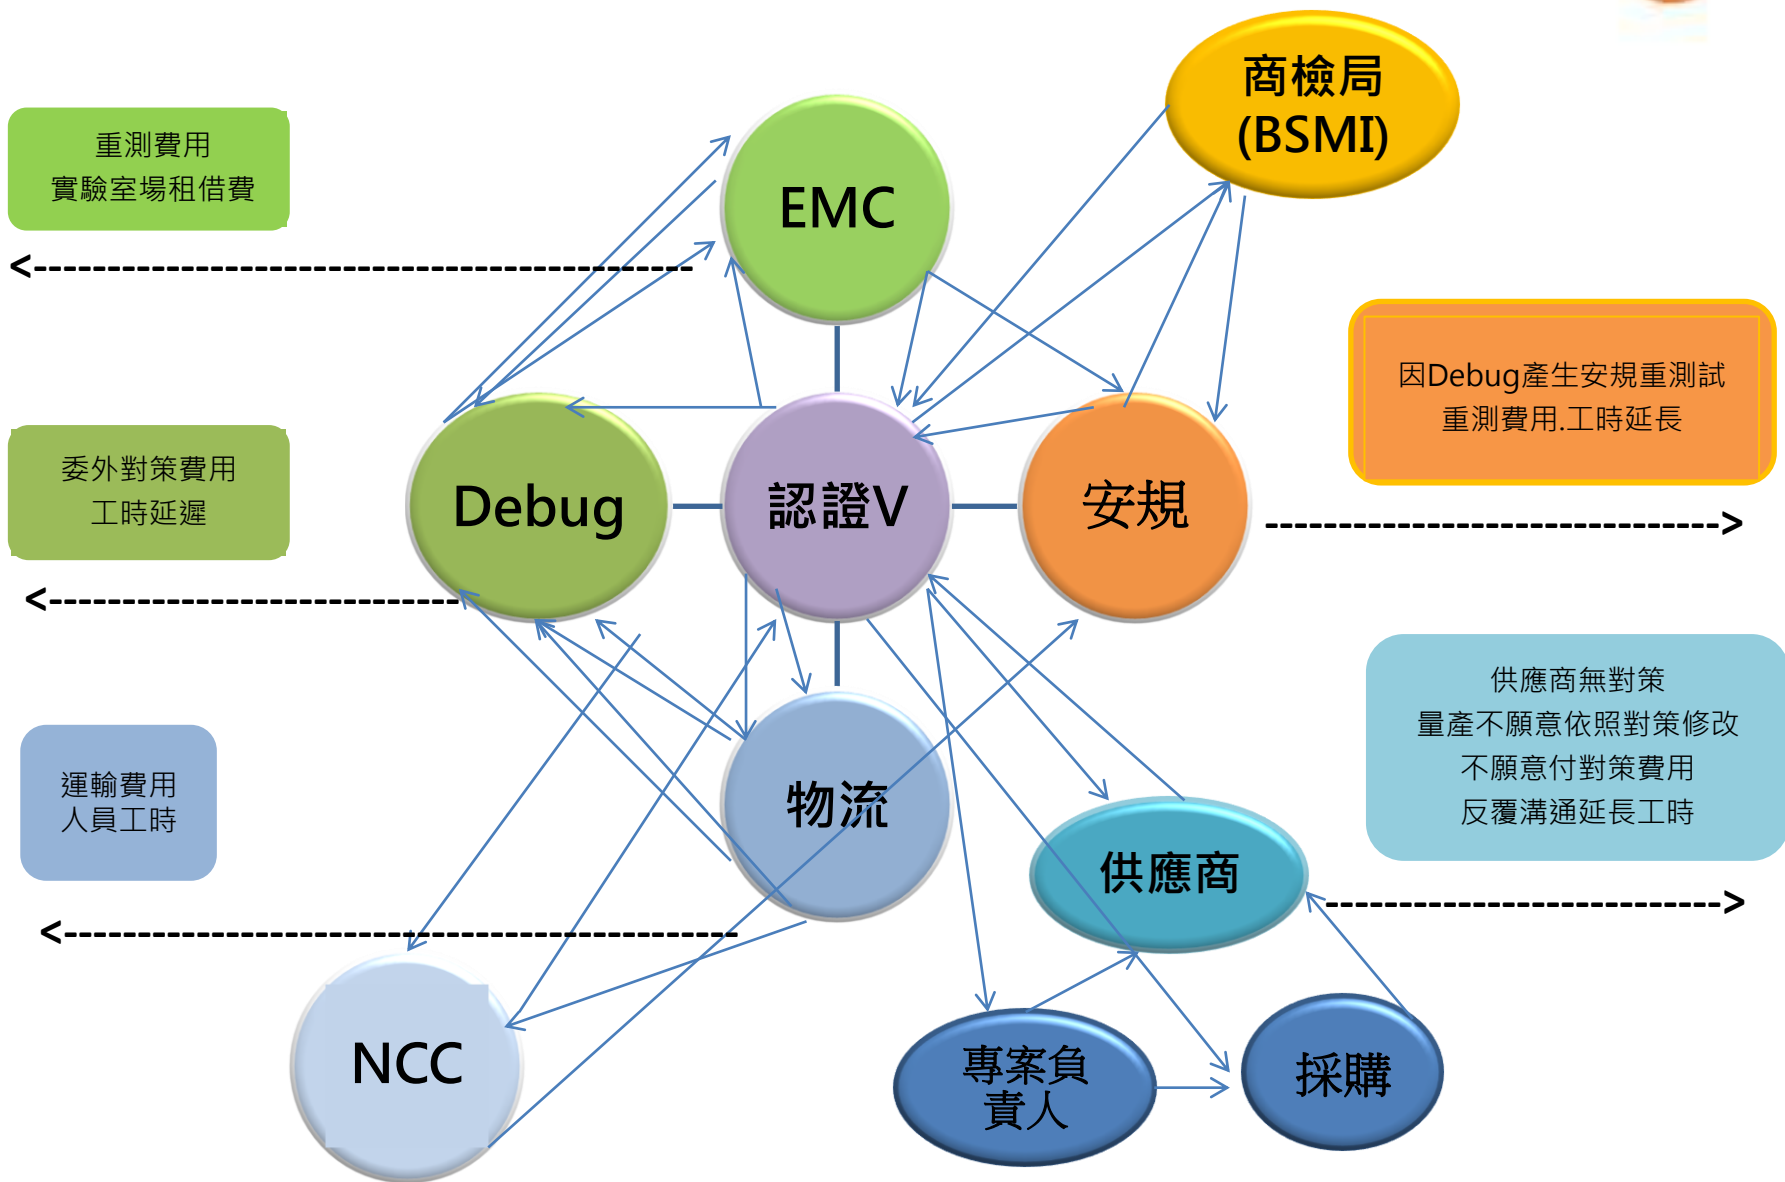 商檢局
(BSMI)
重測費用
實驗室場租借費
EMC
<--------------------------------------------
因Debug產生安規重測試
重測費用.工時延長
委外對策費用
工時延遲
Debug
認證V
安規
------------------------------->
<----------------------------
供應商無對策
量產不願意依照對策修改
不願意付對策費用
反覆溝通延長工時
運輸費用
人員工時
物流
供應商
--------------------------->
<----------------------------------------------
NCC
專案負
責人
採購